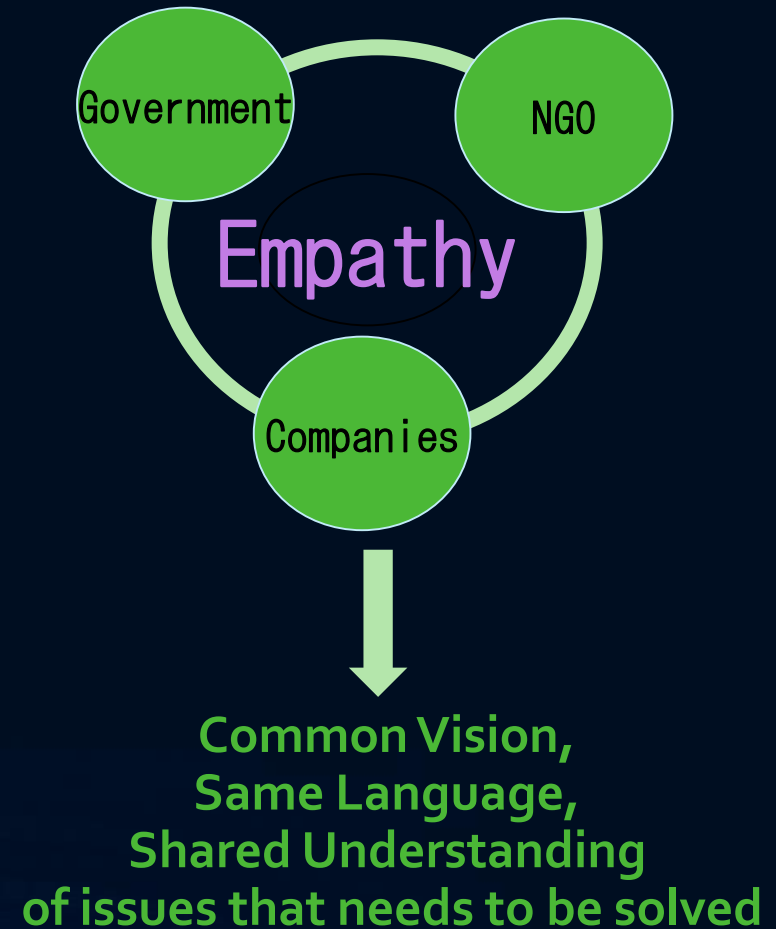 Government
NGO
Empathy
Companies
Common Vision,
Same Language,
Shared Understanding
of issues that needs to be solved